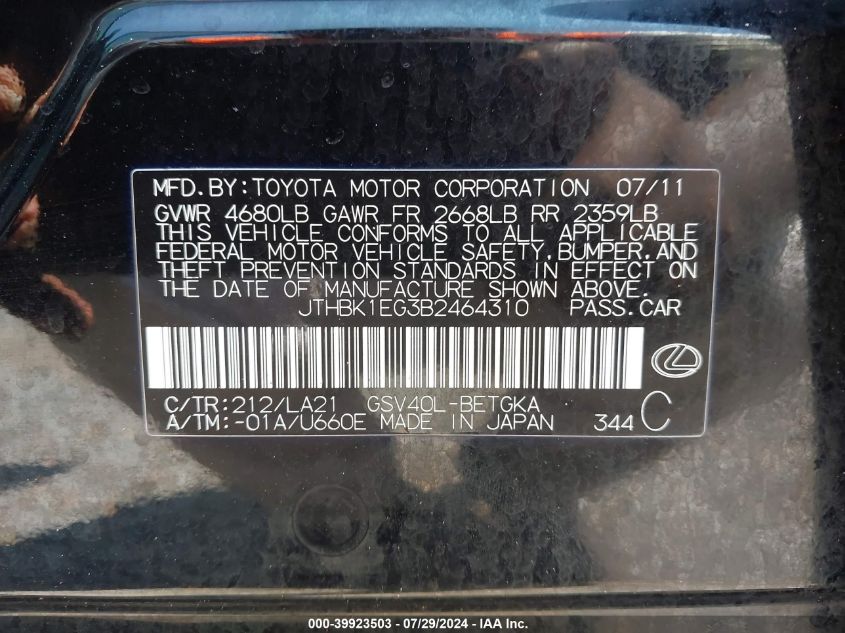 MFD. BY: TOYOTA MOTOR CORPORATION 07/11
GVWR 4680LB GAWR FR 2668LB RR 2359LB
THIS VEHICLE CONFORMS TO ALL APPLICABLE
FEDERAL MOTOR VEHICLE SAFETY, BUMPER, AND
THEFT PREVENTION STANDARDS IN EFFECT ON
THE DATE OF MANUFACTURE SHOWN ABOVE.
JTHBK1EG3B2464310 PASS. CAR
C/TR: 212/LA21 GSV40L-BETGKA
A/TM: -01A/U660E MADE IN JAPAN 344 C
000-39923503 - 07/29/2024 - IAA Inc.